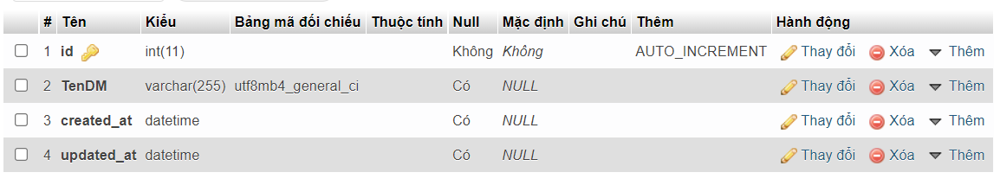 # Tên Kiểu Bảng mã đối chiếu Thuộc tính Null Mặc định Ghi chú Thêm Hành động
1 id int(11) Không Không AUTO_INCREMENT Thay đổi Xóa Thêm
2 TenDM varchar(255) utf8mb4_general_ci Có NULL Thay đổi Xóa Thêm
3 created_at datetime Có NULL Thay đổi Xóa Thêm
4 updated_at datetime Có NULL Thay đổi Xóa Thêm